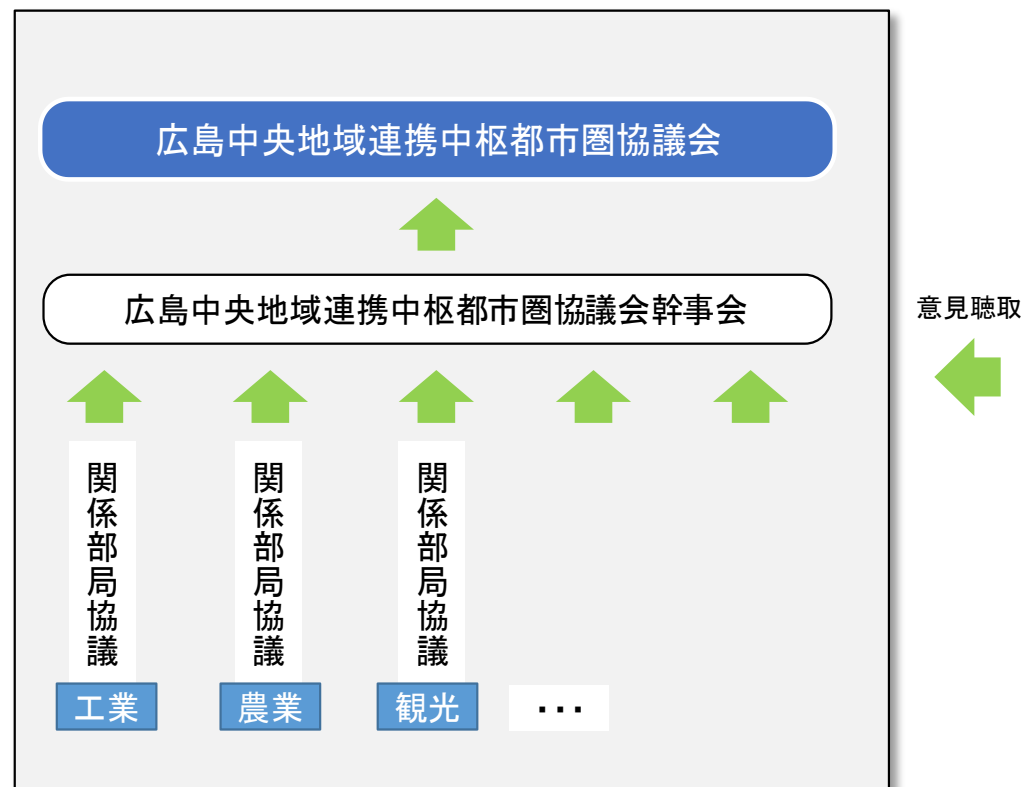 広島中央地域連携中枢都市圏協議会
広島中央地域連携中枢都市圏協議会幹事会
意見聴取
関係部局協議
関係部局協議
関係部局協議
工業
農業
観光
・・・